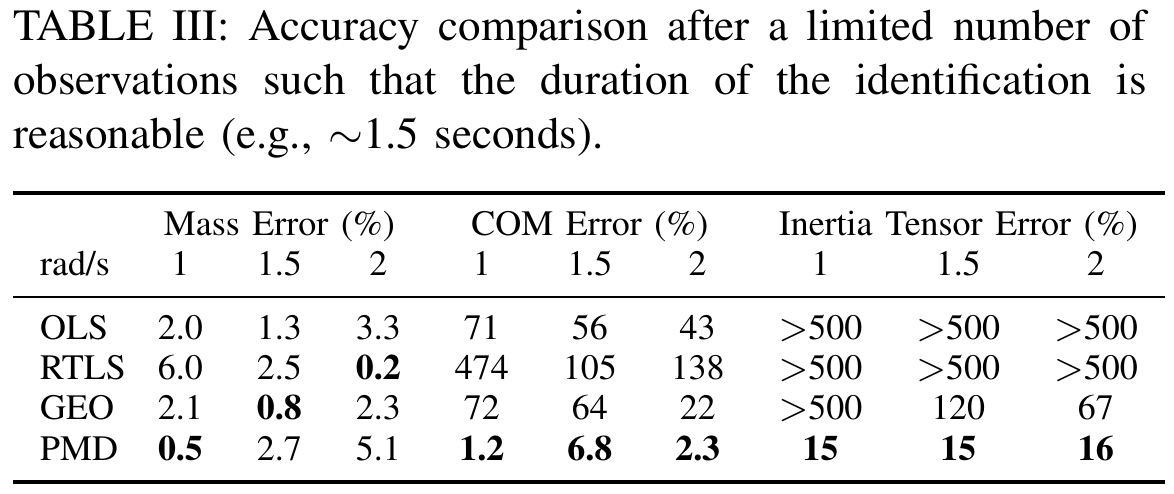 TABLE III: Accuracy comparison after a limited number of
observations such that the duration of the identification is
reasonable (e.g., ∼1.5 seconds).
Mass Error (%) COM Error (%) Inertia Tensor Error (%)
rad/s 1 1.5 2 1 1.5 2 1 1.5 2
OLS 2.0 1.3 3.3 71 56 43 >500 >500 >500
RTLS 6.0 2.5 0.2 474 105 138 >500 >500 >500
GEO 2.1 0.8 2.3 72 64 22 >500 120 67
PMD 0.5 2.7 5.1 1.2 6.8 2.3 15 15 16